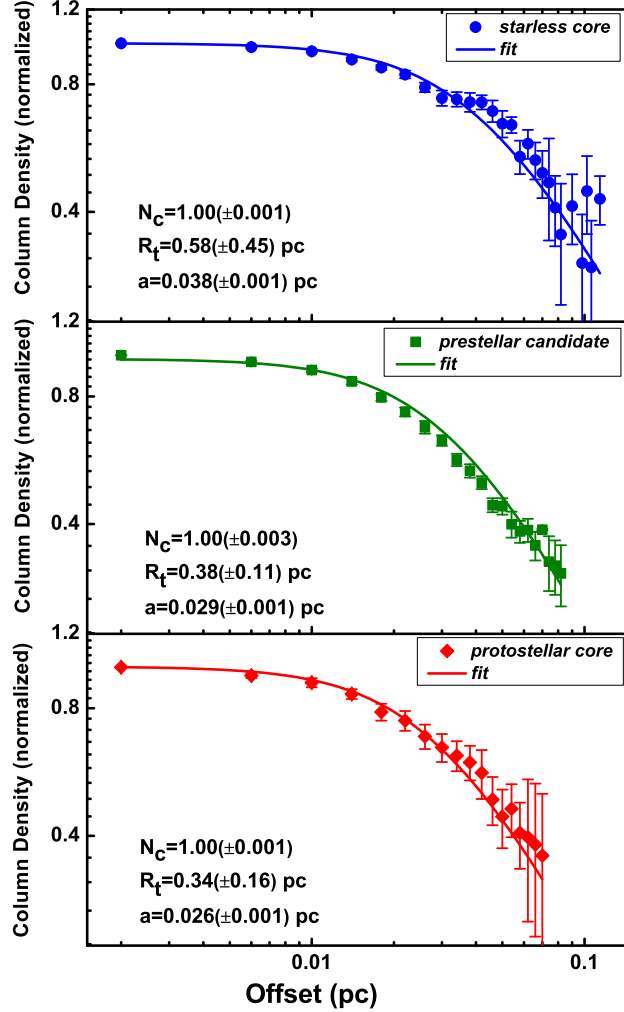 1.2
starless core
fit
0.8
0.4
Column Density (normalized)
N_c=1.00(±0.001)
R_t=0.58(±0.45) pc
a=0.038(±0.001) pc
1.2
prestellar candidate
fit
0.8
0.4
Column Density (normalized)
N_c=1.00(±0.003)
R_t=0.38(±0.11) pc
a=0.029(±0.001) pc
1.2
protostellar core
fit
0.8
0.4
Column Density (normalized)
N_c=1.00(±0.001)
R_t=0.34(±0.16) pc
a=0.026(±0.001) pc
0.01 0.1
Offset (pc)